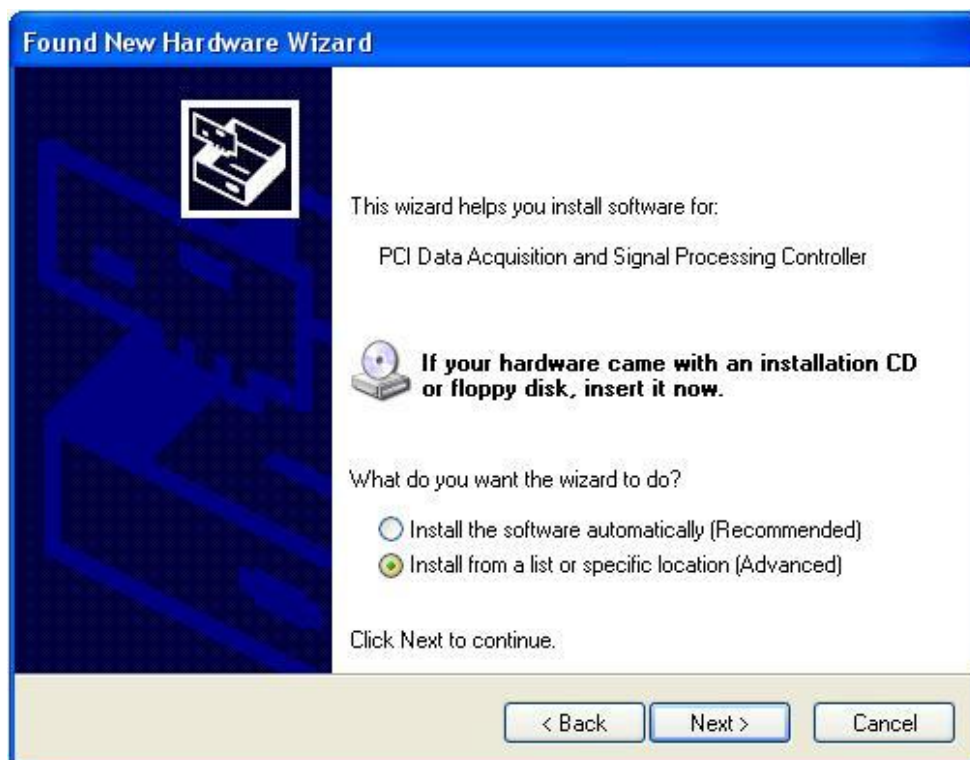 Found New Hardware Wizard
This wizard helps you install software for:
PCI Data Acquisition and Signal Processing Controller
If your hardware came with an installation CD
or floppy disk, insert it now.
What do you want the wizard to do?
Install the software automatically (Recommended)
Install from a list or specific location (Advanced)
Click Next to continue.
< Back Next > Cancel